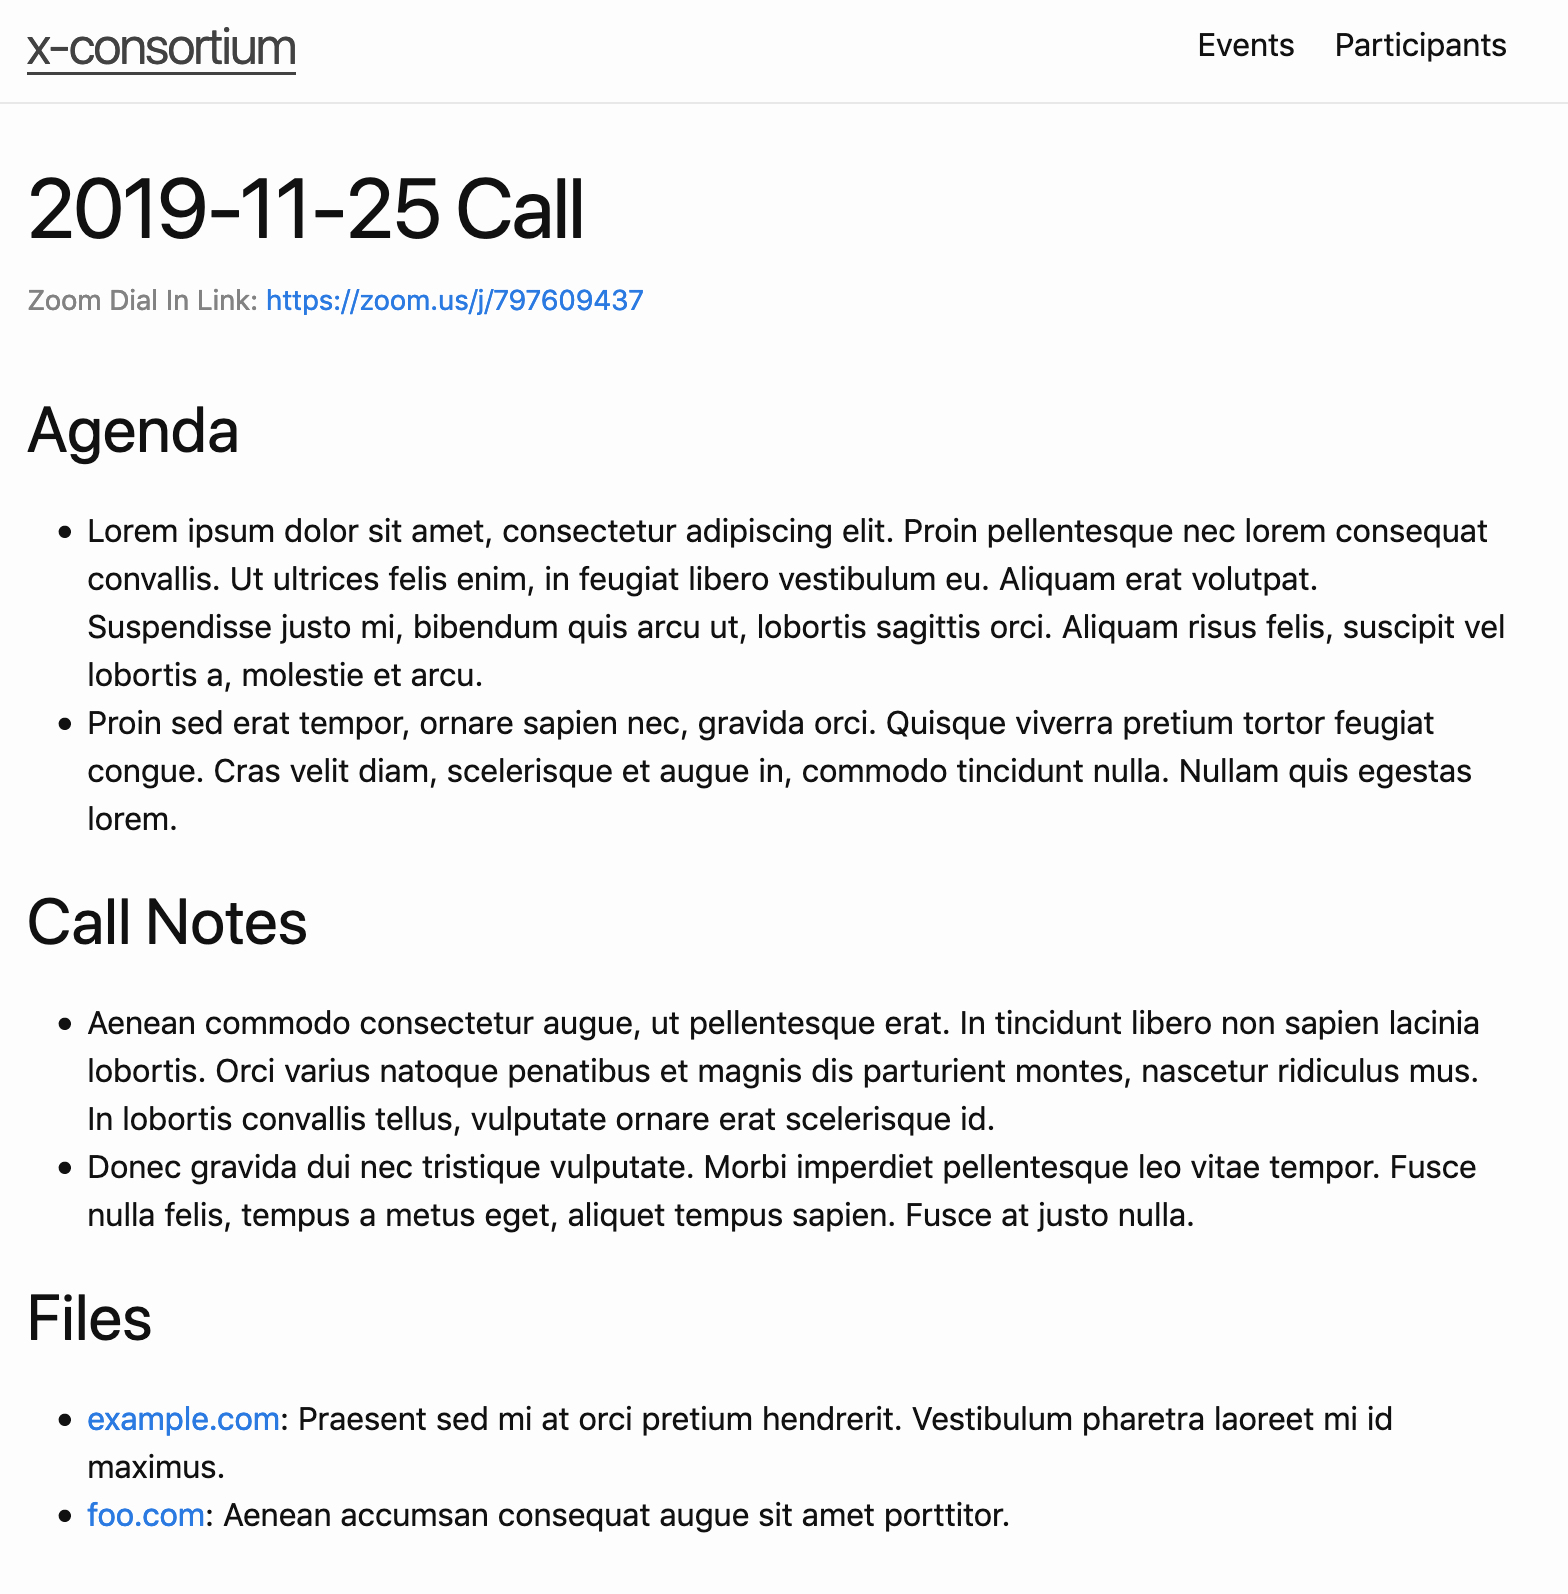 x-consortium
Events Participants
2019-11-25 Call
Zoom Dial In Link: https://zoom.us/j/797609437
Agenda
• Lorem ipsum dolor sit amet, consectetur adipiscing elit. Proin pellentesque nec lorem consequat
convallis. Ut ultrices felis enim, in feugiat libero vestibulum eu. Aliquam erat volutpat.
Suspendisse justo mi, bibendum quis arcu ut, lobortis sagittis orci. Aliquam risus felis, suscipit vel
lobortis a, molestie et arcu.
• Proin sed erat tempor, ornare sapien nec, gravida orci. Quisque viverra pretium tortor feugiat
congue. Cras velit diam, scelerisque et augue in, commodo tincidunt nulla. Nullam quis egestas
lorem.
Call Notes
• Aenean commodo consectetur augue, ut pellentesque erat. In tincidunt libero non sapien lacinia
lobortis. Orci varius natoque penatibus et magnis dis parturient montes, nascetur ridiculus mus.
In lobortis convallis tellus, vulputate ornare erat scelerisque id.
• Donec gravida dui nec tristique vulputate. Morbi imperdiet pellentesque leo vitae tempor. Fusce
nulla felis, tempus a metus eget, aliquet tempus sapien. Fusce at justo nulla.
Files
• example.com: Praesent sed mi at orci pretium hendrerit. Vestibulum pharetra laoreet mi id
maximus.
• foo.com: Aenean accumsan consequat augue sit amet porttitor.